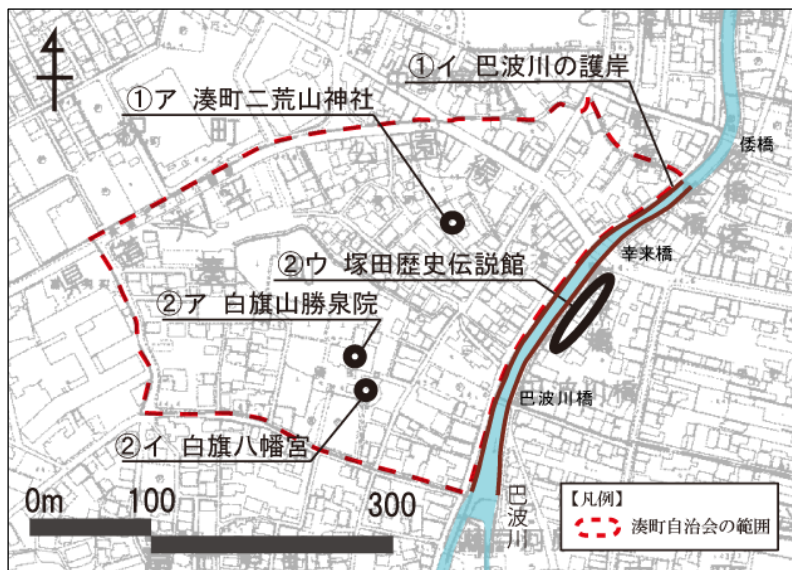 ①イ 巴波川の護岸
①ア 湊町二荒山神社
倭橋
幸来橋
②ウ 塚田歴史伝説館
②ア 白旗山勝泉院
巴波川橋
②イ 白旗八幡宮
0m 100 300
巴波川
【凡例】
湊町自治会の範囲